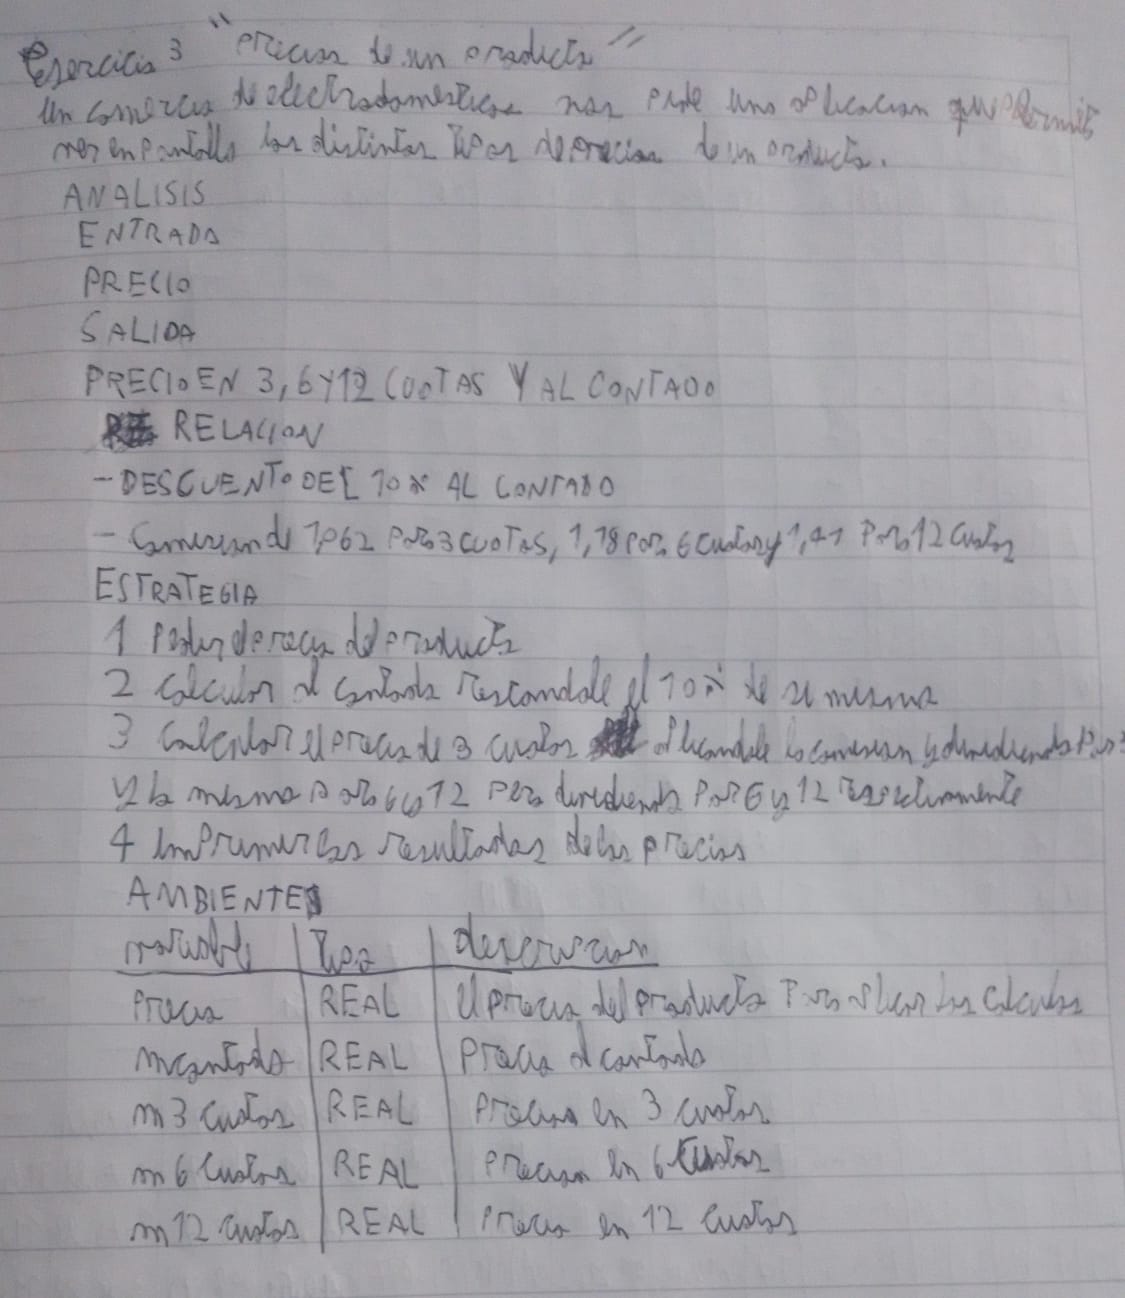 Ejercicio 3 "precios de un producto"
Un comercio de electrodomesticos nos pide una aplicacion que permite
ver en pantalla los distintos tipos de precios de un producto.
ANALISIS
ENTRADA
PRECIO
SALIDA
PRECIO EN 3, 6 Y 12 CUOTAS Y AL CONTADO
RELACION
- DESCUENTO DEL 10% AL CONTADO
- Comision de 1,062 para 3 CUOTAS, 1,18 para 6 cuotas y 1,41 para 12 cuotas
ESTRATEGIA
1 Pedir el precio del producto
2 Calcular al contado restandole el 10% de si mismo
3 Calcular el precio de 3 cuotas aplicandole la comision y dividiendo por 3
y lo mismo para 6 y 12 pero dividiendo por 6 y 12 respectivamente
4 Imprimir los resultados de los precios
AMBIENTE
variable | tipo | descripcion
Precio | REAL | El precio del producto para aplicar los calculos
mcontado | REAL | Precio al contado
m3 cuotas | REAL | Precio en 3 cuotas
m6 cuotas | REAL | Precio en 6 cuotas
m12 cuotas | REAL | Precio en 12 cuotas